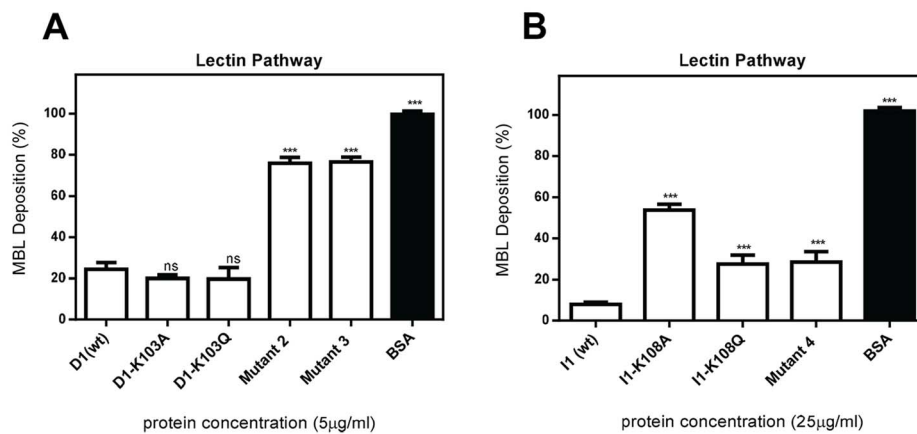 A
Lectin Pathway
MBL Deposition (%)
100
80
60
40
20
0
ns
ns
***
***
***
D1(wt)
D1-K103A
D1-K103Q
Mutant 2
Mutant 3
BSA
protein concentration (5μg/ml)
B
Lectin Pathway
MBL Deposition (%)
100
80
60
40
20
0
***
***
***
***
I1 (wt)
I1-K108A
I1-K108Q
Mutant 4
BSA
protein concentration (25μg/ml)